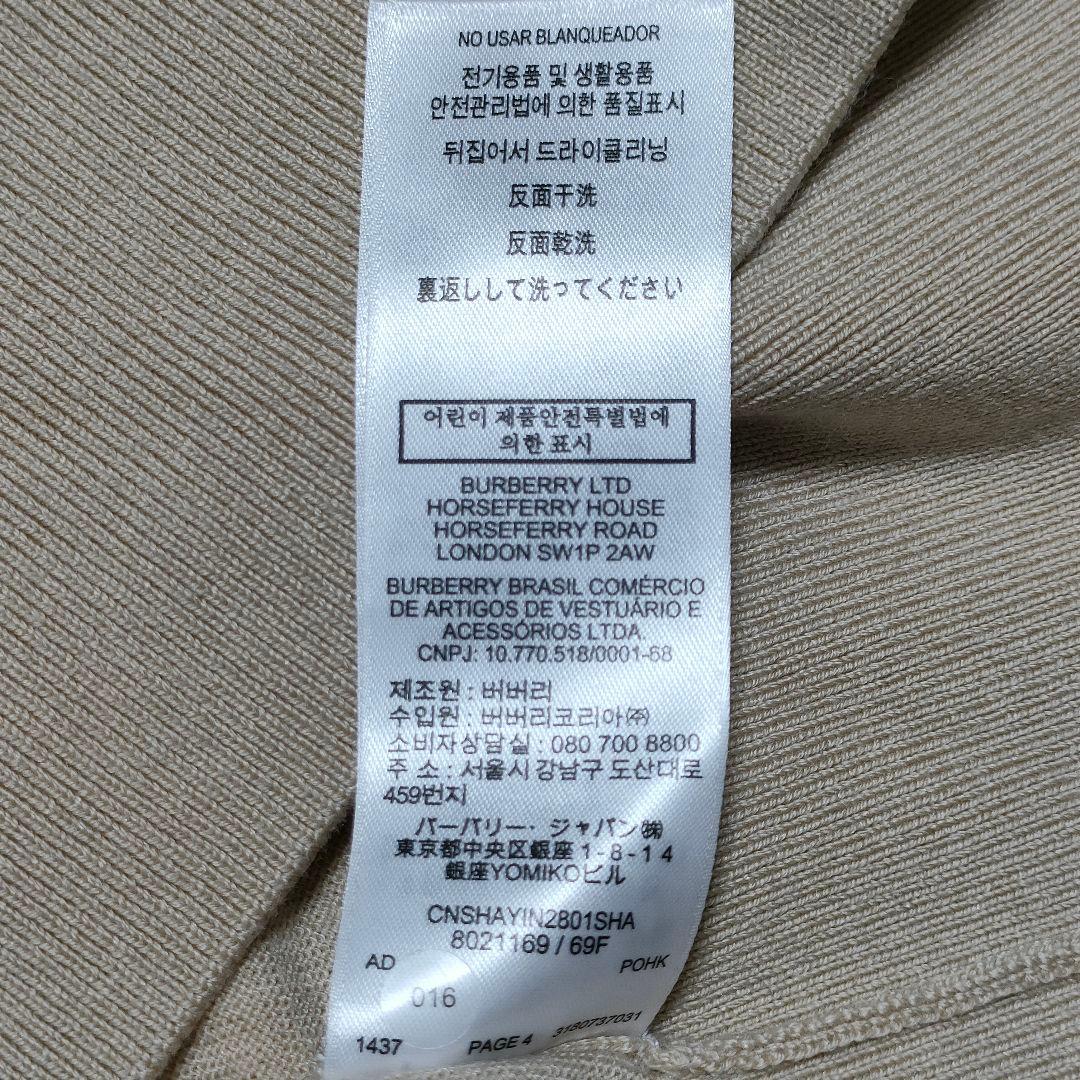 NO USAR BLANQUEADOR
전기용품 및 생활용품
안전관리법에 의한 품질표시
뒤집어서 드라이클리닝
反面干洗
反面乾洗
裏返しして洗ってください
어린이 제품안전특별법에
의한 표시
BURBERRY LTD
HORSEFERRY HOUSE
HORSEFERRY ROAD
LONDON SW1P 2AW
BURBERRY BRASIL COMÉRCIO
DE ARTIGOS DE VESTUÁRIO E
ACESSÓRIOS LTDA.
CNPJ: 10.770.518/0001-68
제조원 : 버버리
수입원 : 버버리코리아㈜
소비자상담실 : 080 700 8800
주 소 : 서울시 강남구 도산대로
459번지
バーバリー・ジャパン㈱
東京都中央区銀座1-8-14
銀座YOMIKOビル
CNSHAYIN2801SHA
8021169 / 69F
AD POHK
016
1437 PAGE 4 3180737031